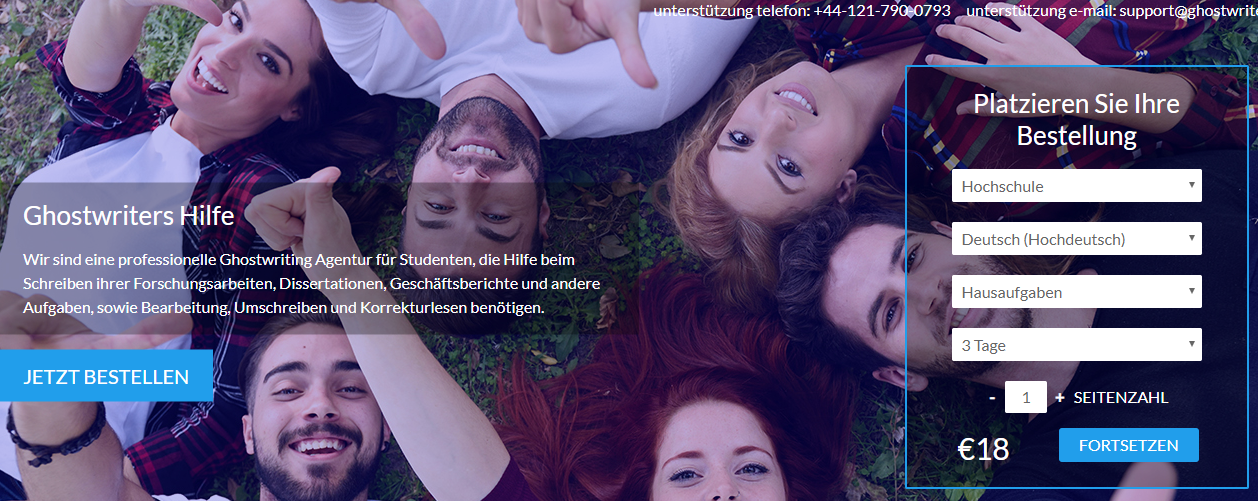 unterstützung telefon: +44-121-790-0793 unterstützung e-mail: support@ghostwrite
Platzieren Sie Ihre
Bestellung
Hochschule
Deutsch (Hochdeutsch)
Hausaufgaben
3 Tage
- 1 + SEITENZAHL
€18 FORTSETZEN
Ghostwriters Hilfe
Wir sind eine professionelle Ghostwriting Agentur für Studenten, die Hilfe beim
Schreiben ihrer Forschungsarbeiten, Dissertationen, Geschäftsberichte und andere
Aufgaben, sowie Bearbeitung, Umschreiben und Korrekturlesen benötigen.
JETZT BESTELLEN